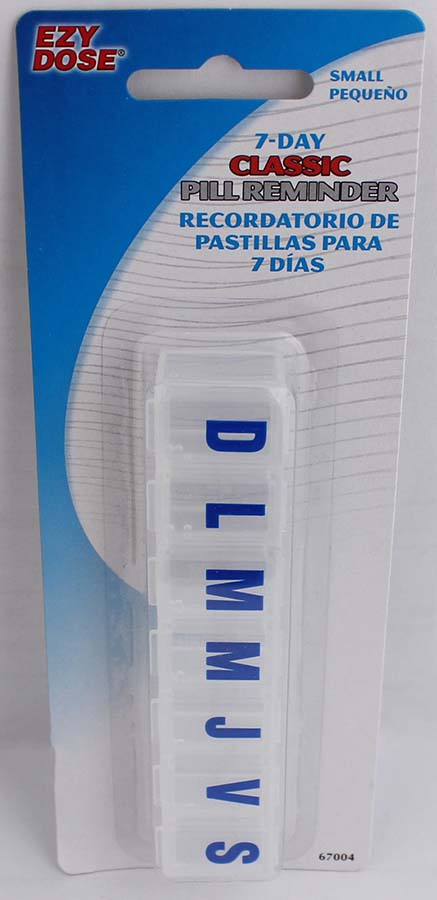 EZY
DOSE®
SMALL
PEQUEÑO
7-DAY
CLASSIC
PILL REMINDER
RECORDATORIO DE
PASTILLAS PARA
7 DÍAS
D
L
M
M
J
V
S
67004